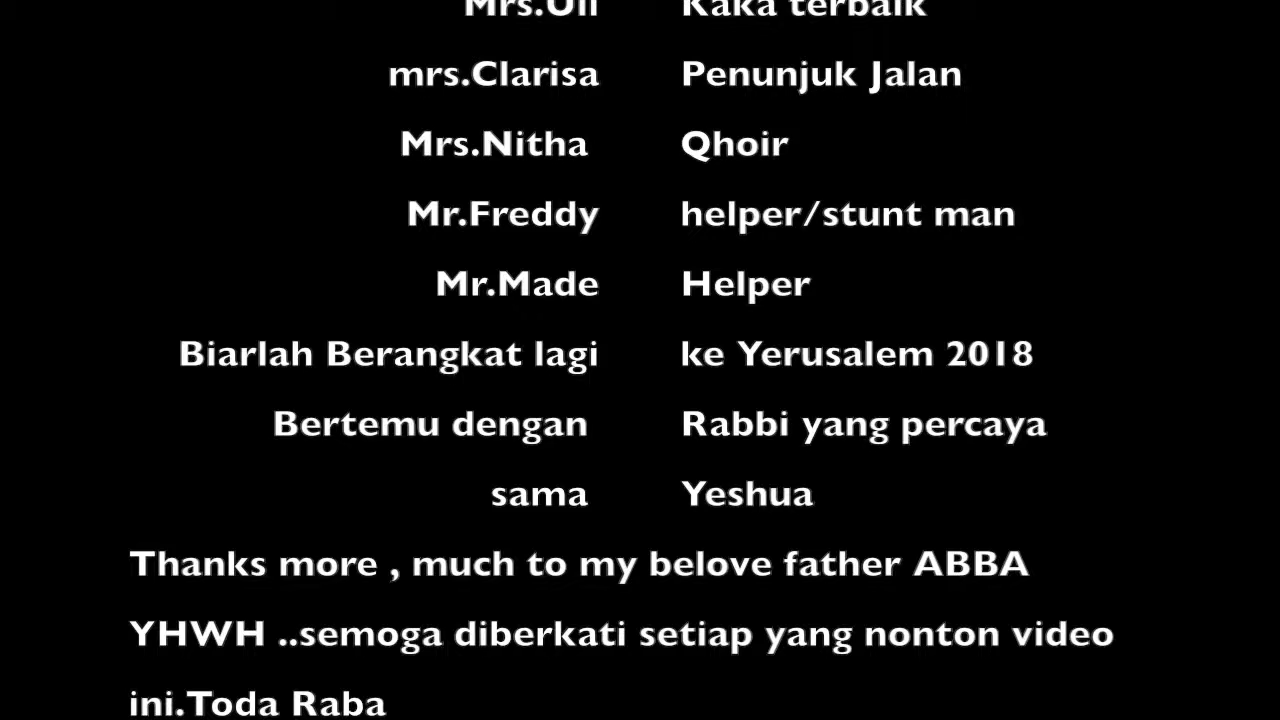 Mrs.Uli Kaka terbaik
mrs.Clarisa Penunjuk Jalan
Mrs.Nitha Qhoir
Mr.Freddy helper/stunt man
Mr.Made Helper
Biarlah Berangkat lagi ke Yerusalem 2018
Bertemu dengan Rabbi yang percaya
sama Yeshua
Thanks more , much to my belove father ABBA
YHWH ..semoga diberkati setiap yang nonton video
ini.Toda Raba